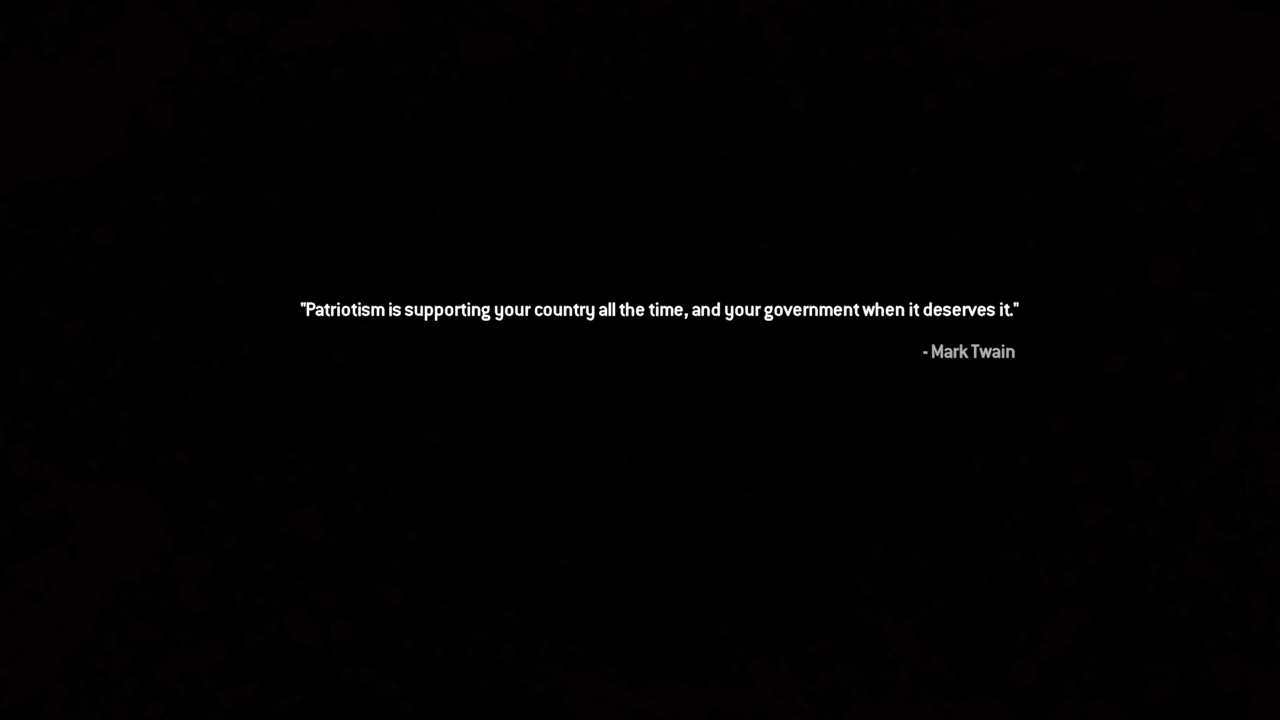 "Patriotism is supporting your country all the time, and your government when it deserves it."
- Mark Twain